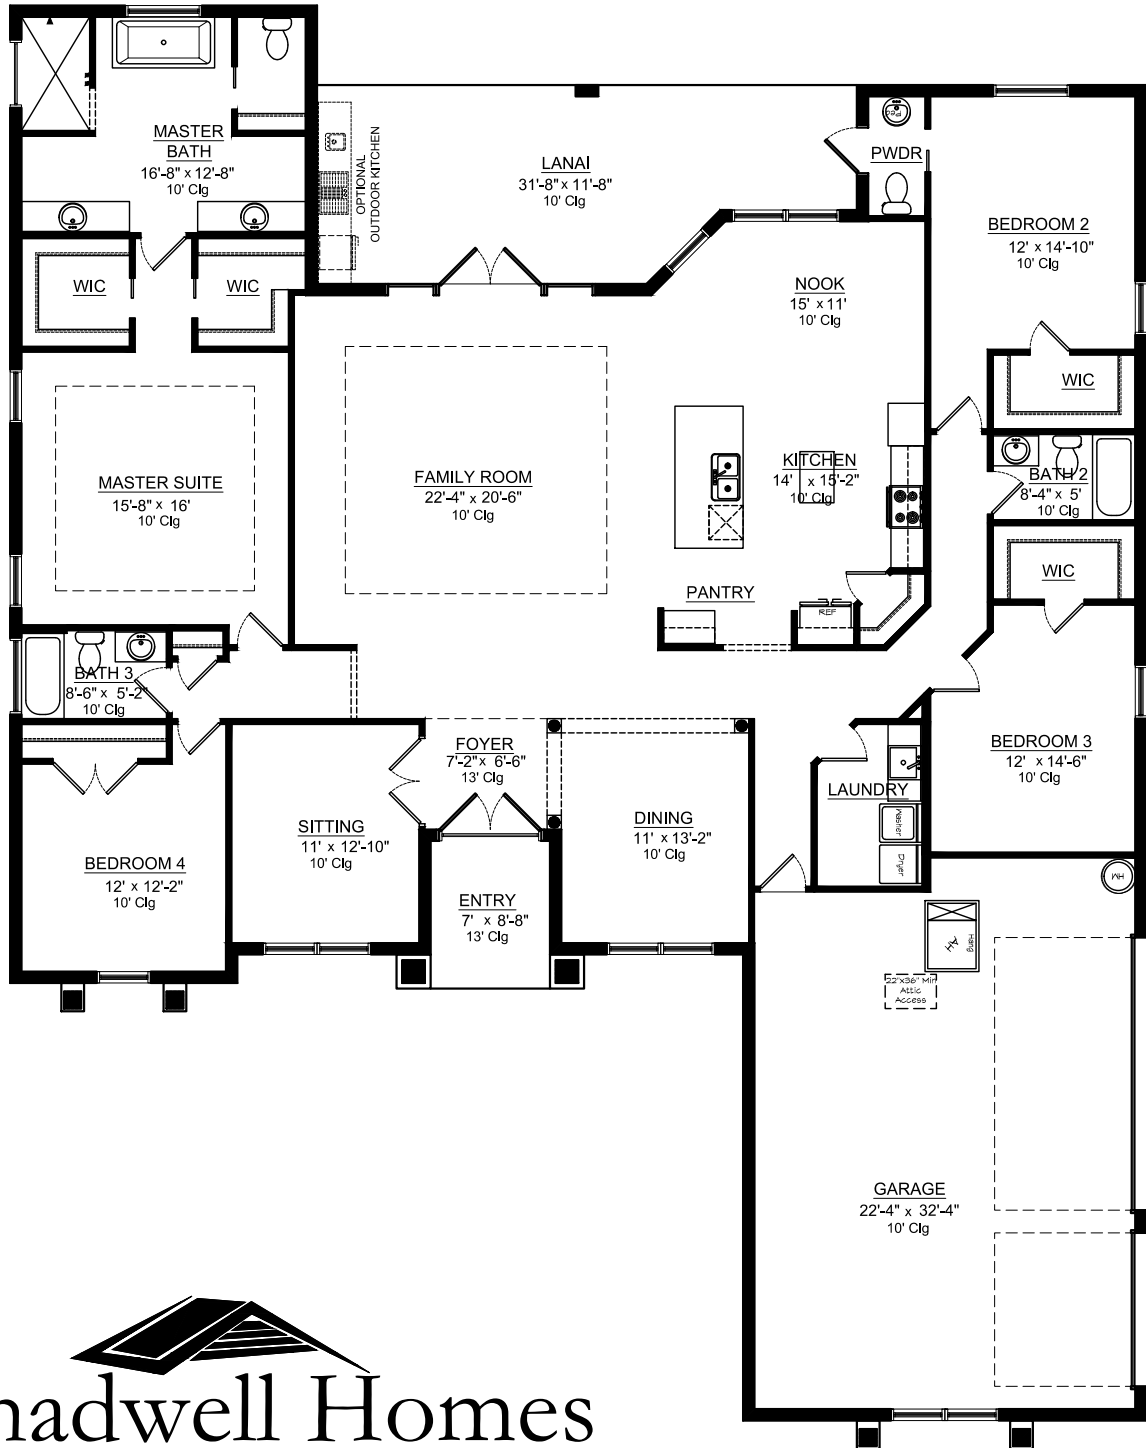 MASTER
BATH
16'-8" x 12'-8"
10' Clg
OPTIONAL
OUTDOOR KITCHEN
LANAI
31'-8" x 11'-8"
10' Clg
Ped
PWDR
BEDROOM 2
12' x 14'-10"
10' Clg
WIC
WIC
NOOK
15' x 11'
10' Clg
WIC
MASTER SUITE
15'-8" x 16'
10' Clg
FAMILY ROOM
22'-4" x 20'-6"
10' Clg
KITCHEN
14' x 15'-2"
10' Clg
BATH 2
8'-4" x 5'
10' Clg
WIC
PANTRY
REF
BATH 3
8'-6" x 5'-2"
10' Clg
FOYER
7'-2" x 6'-6"
13' Clg
BEDROOM 3
12' x 14'-6"
10' Clg
LAUNDRY
Washer
Dryer
SITTING
11' x 12'-10"
10' Clg
DINING
11' x 13'-2"
10' Clg
BEDROOM 4
12' x 12'-2"
10' Clg
ENTRY
7' x 8'-8"
13' Clg
HW
AH
Hang
22"x36" Min
Attic
Access
GARAGE
22'-4" x 32'-4"
10' Clg
hadwell Homes